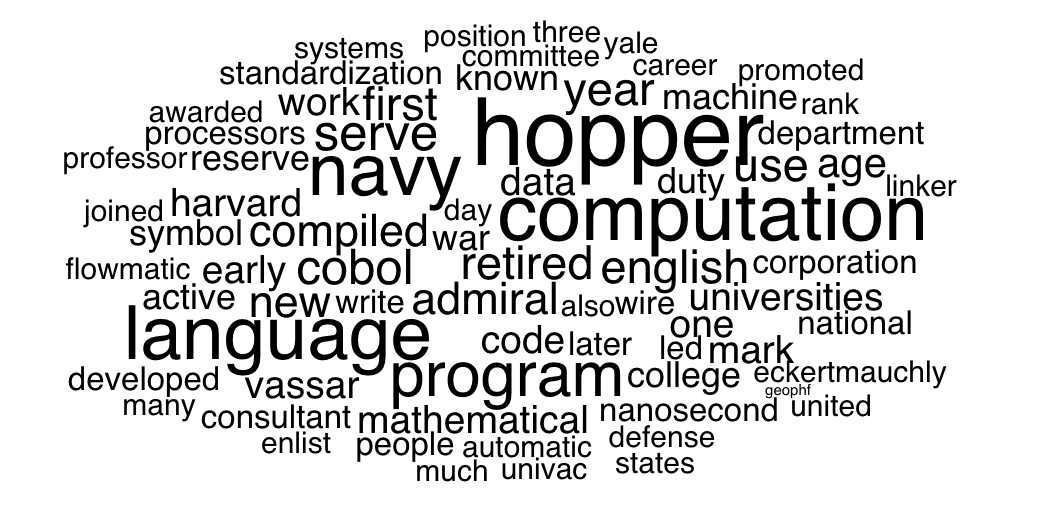 systems position three yale
committee
standardization known career promoted
awarded work first year machine rank
processors serve hopper department
professor reserve navy data duty use age linker
joined harvard day computation
symbol compiled war
flowmatic early cobol retired english corporation
active new write admiral also wire universities
language code later one national
led mark
developed vassar program college eckertmauchly
geophf
many consultant mathematical nanosecond united
enlist people automatic defense
much univac states